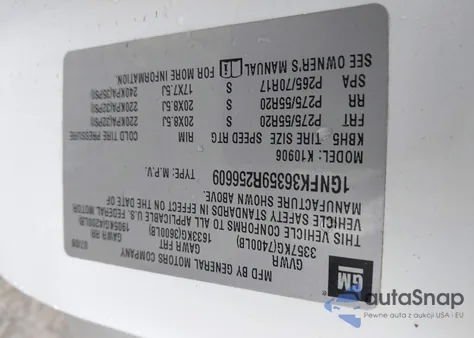 GM
MFD BY GENERAL MOTORS COMPANY
07/09
GVWR GAWR FRT GAWR RR
3357KG(7400LB) 1633KG(3600LB) 1905KG(4200LB)
THIS VEHICLE CONFORMS TO ALL APPLICABLE U.S. FEDERAL MOTOR
VEHICLE SAFETY STANDARDS IN EFFECT ON THE DATE OF
MANUFACTURE SHOWN ABOVE.
1GNFK36359R256609 TYPE: M.P.V.
MODEL: K10906
KBH5 TIRE SIZE SPEED RTG RIM COLD TIRE PRESSURE
FRT P275/55R20 S 20X8.5J 220KPA(32PSI)
RR P275/55R20 S 20X8.5J 220KPA(32PSI)
SPA P265/70R17 S 17X7.5J 240KPA(35PSI)
SEE OWNER'S MANUAL FOR MORE INFORMATION.
autaSnap
Pewne auta z aukcji USA - EU